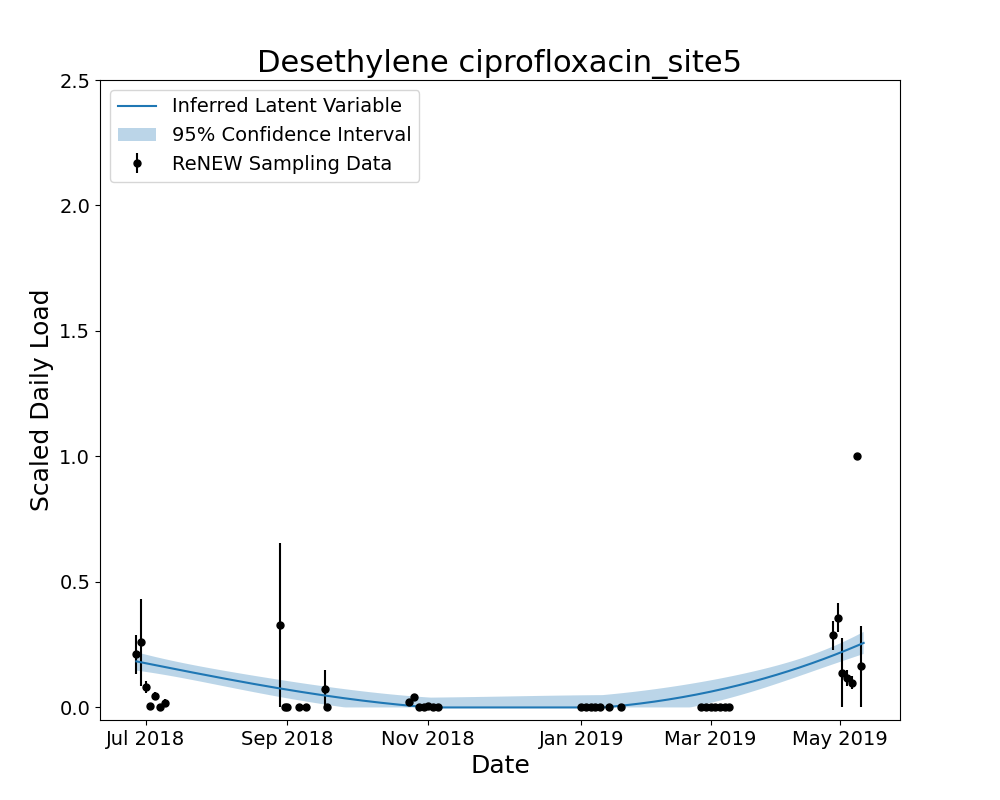 Desethylene ciprofloxacin_site5
Inferred Latent Variable
95% Confidence Interval
ReNEW Sampling Data
2.5
2.0
1.5
1.0
0.5
0.0
Scaled Daily Load
Jul 2018 Sep 2018 Nov 2018 Jan 2019 Mar 2019 May 2019
Date